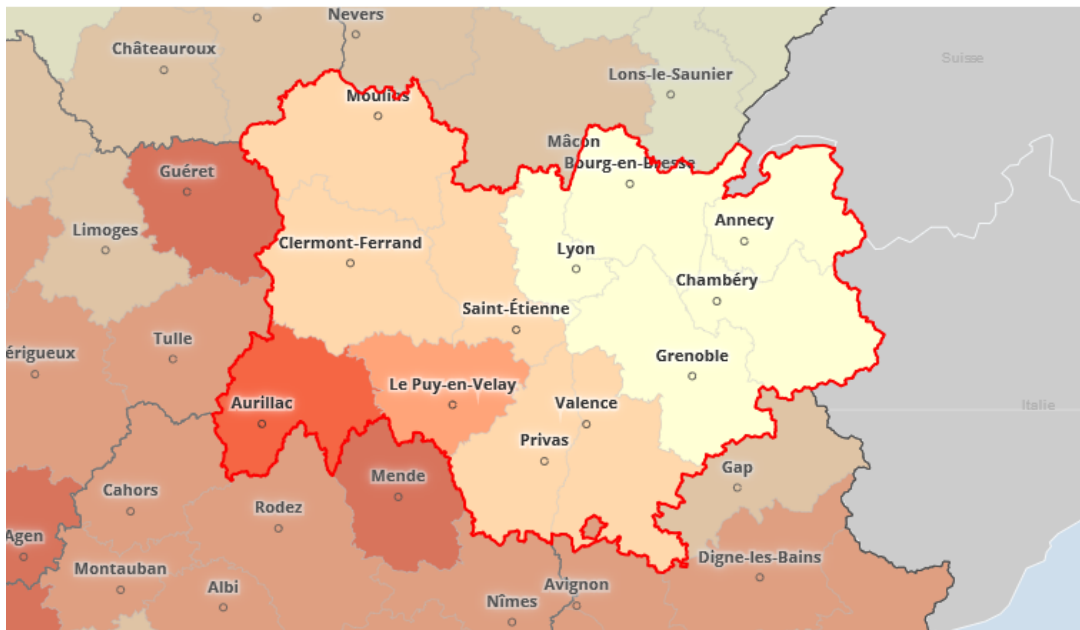 Nevers
Châteauroux
Suisse
Lons-le-Saunier
Moulins
Mâcon
Bourg-en-Bresse
Guéret
Annecy
Limoges
Clermont-Ferrand
Lyon
Chambéry
Saint-Étienne
Tulle
érigueux
Grenoble
Le Puy-en-Velay
Aurillac
Valence
Italie
Privas
Gap
Mende
Cahors
Rodez
Agen
Digne-les-Bains
Montauban
Albi
Avignon
Nîmes